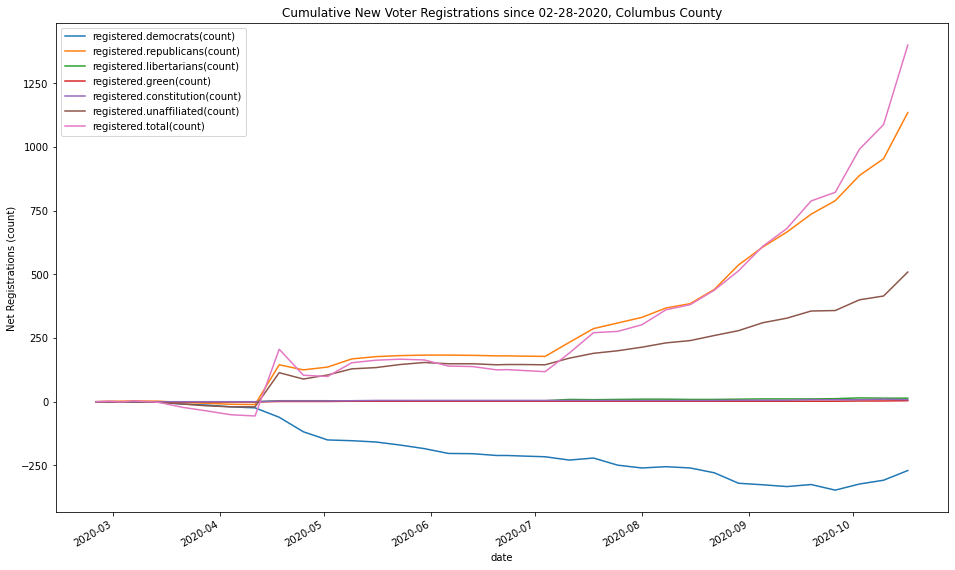 Cumulative New Voter Registrations since 02-28-2020, Columbus County
registered.democrats(count)
registered.republicans(count)
registered.libertarians(count)
registered.green(count)
registered.constitution(count)
registered.unaffiliated(count)
registered.total(count)
Net Registrations (count)
1250
1000
750
500
250
0
−250
2020-03
2020-04
2020-05
2020-06
2020-07
2020-08
2020-09
2020-10
date